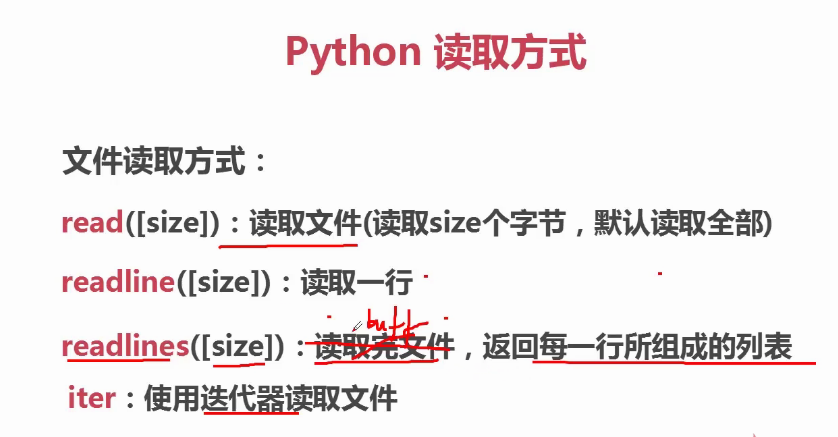 Python 读取方式
文件读取方式：
read([size])：读取文件(读取size个字节，默认读取全部)
readline([size])：读取一行
buff
readlines([size])：读取完文件，返回每一行所组成的列表
iter：使用迭代器读取文件